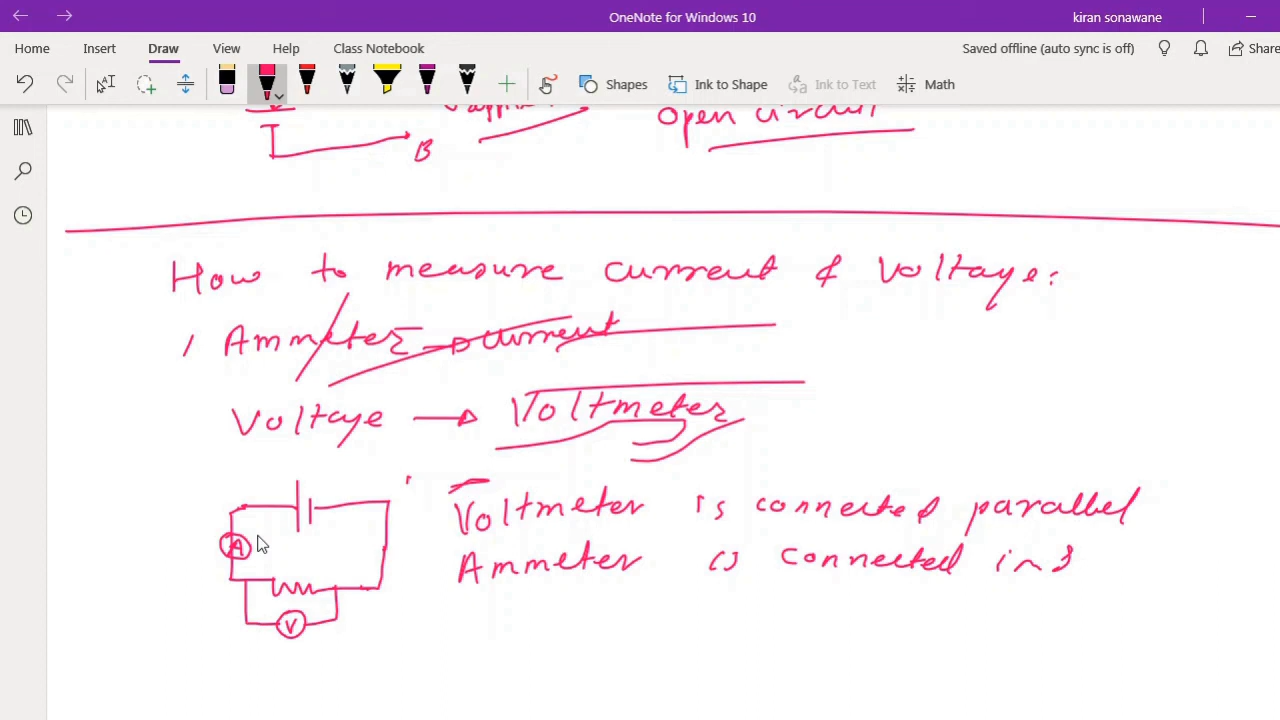 OneNote for Windows 10
kiran sonawane
Home Insert Draw View Help Class Notebook
Saved offline (auto sync is off)
Share
Shapes
Ink to Shape
Ink to Text
Math
B
Open circuit
How to measure current & Voltage:
1 Ammeter → current
Voltage → Voltmeter
Voltmeter is connected parallel
Ammeter is connected in s
A
V